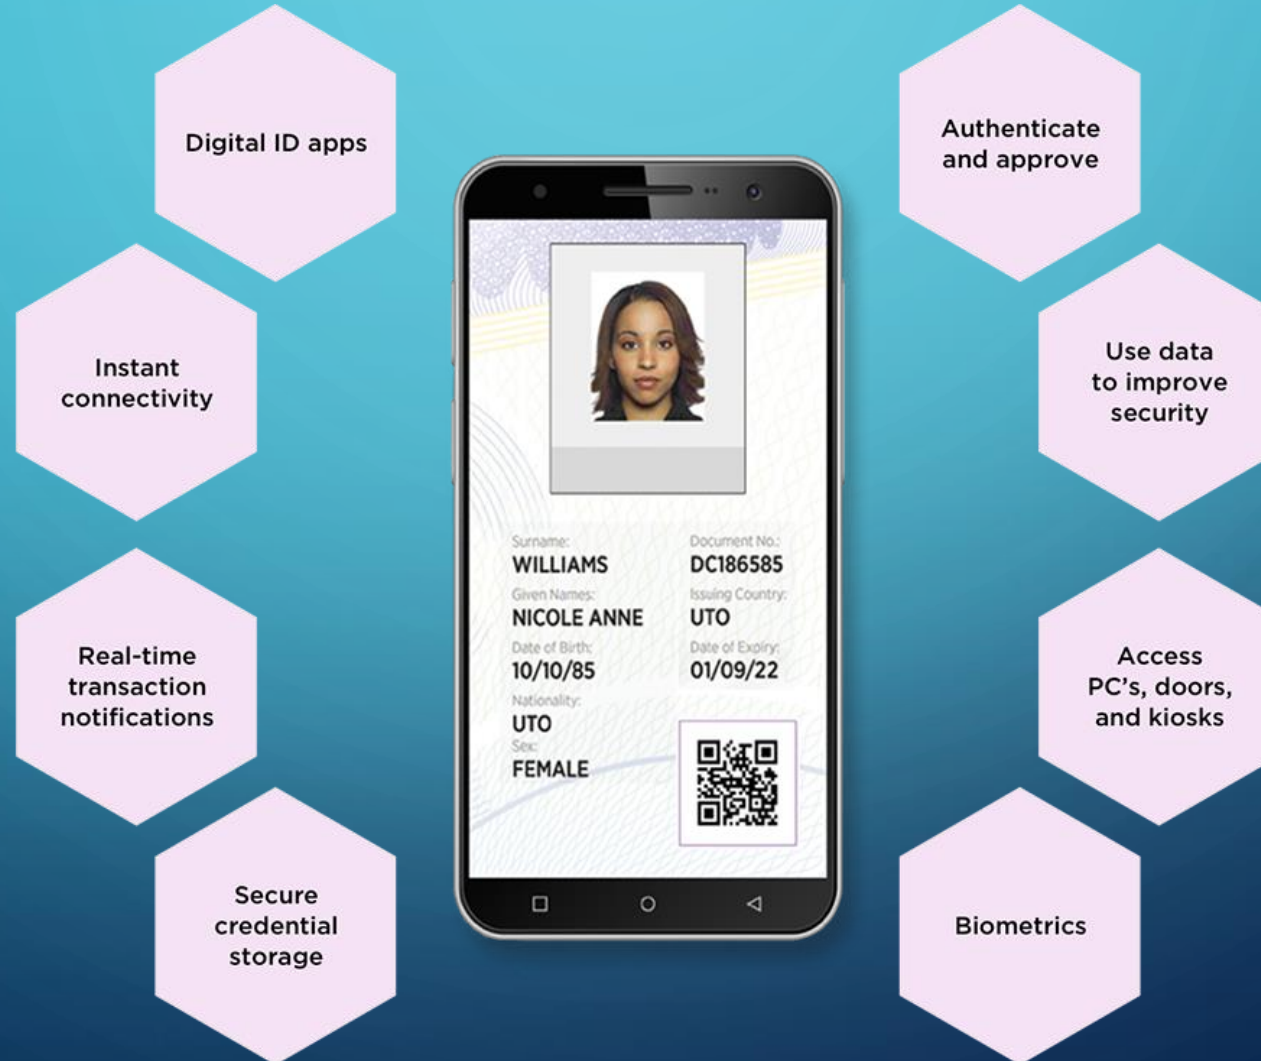 Digital ID apps
Instant
connectivity
Real-time
transaction
notifications
Secure
credential
storage
Surname:
WILLIAMS
Given Names:
NICOLE ANNE
Date of Birth:
10/10/85
Nationality:
UTO
Sex:
FEMALE
Document No.:
DC186585
Issuing Country:
UTO
Date of Expiry:
01/09/22
Authenticate
and approve
Use data
to improve
security
Access
PC's, doors,
and kiosks
Biometrics